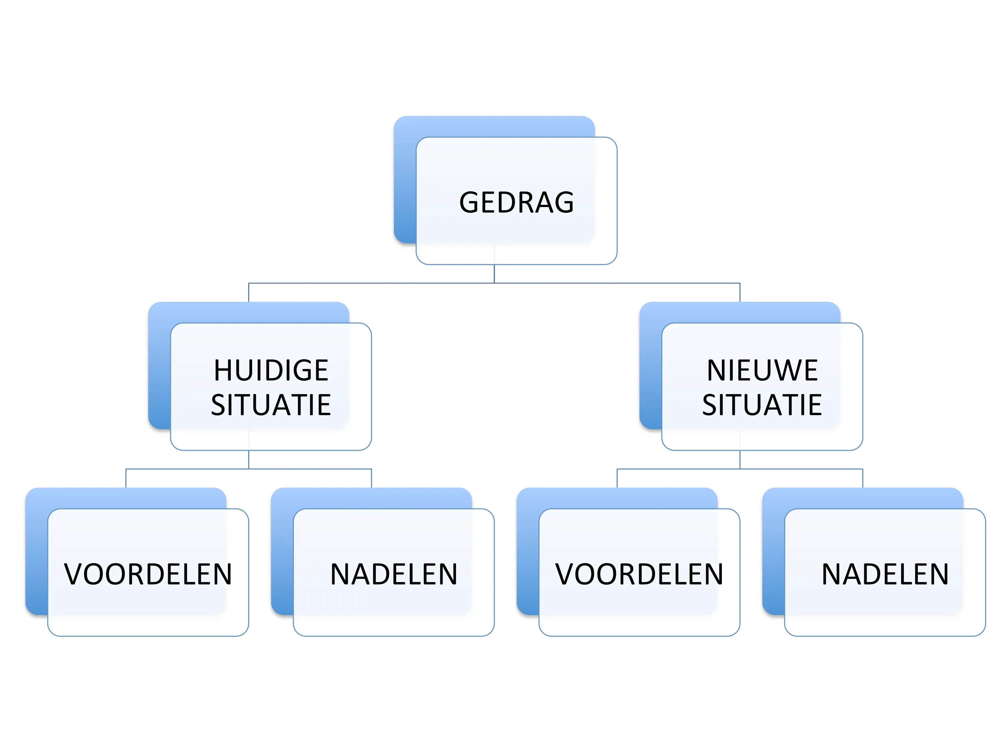 GEDRAG
HUIDIGE
SITUATIE
NIEUWE
SITUATIE
VOORDELEN
NADELEN
VOORDELEN
NADELEN